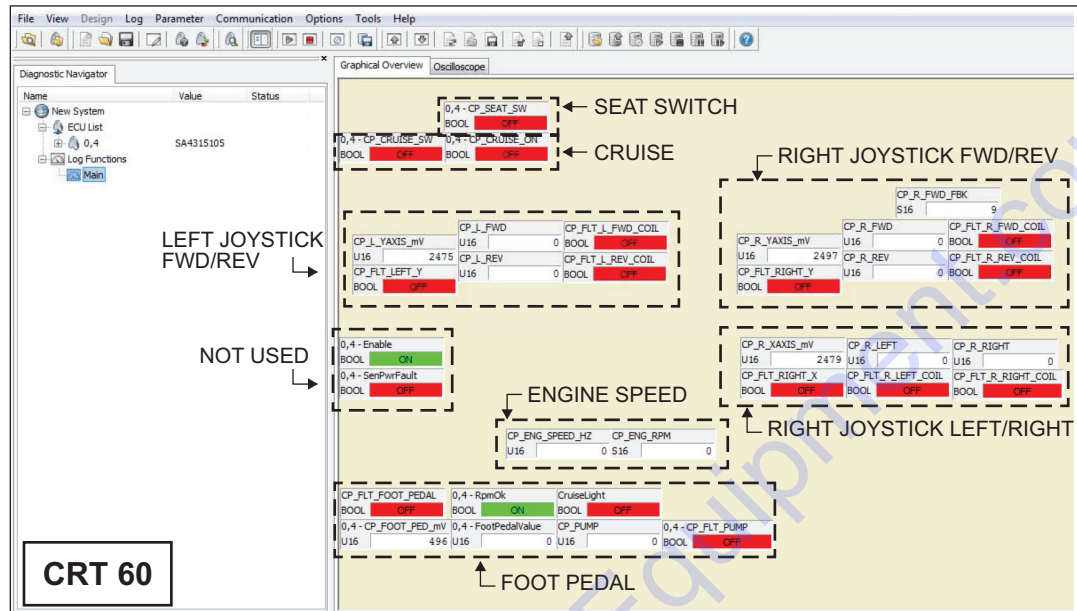 File View Design Log Parameter Communication Options Tools Help
Diagnostic Navigator
Name Value Status
New System
ECU List
0,4 SA4315105
Log Functions
Main
Graphical Overview Oscilloscope
0,4 - CP_SEAT_SW
BOOL OFF
SEAT SWITCH
0,4 - CP_CRUISE_SW 0,4 - CP_CRUISE_ON
BOOL OFF BOOL OFF
CRUISE
LEFT JOYSTICK
FWD/REV
CP_L_FWD CP_FLT_L_FWD_COIL
CP_L_YAXIS_mV U16 0 BOOL OFF
U16 2475 CP_L_REV CP_FLT_L_REV_COIL
CP_FLT_LEFT_Y U16 0 BOOL OFF
BOOL OFF
RIGHT JOYSTICK FWD/REV
CP_R_FWD_FBK
S16 9
CP_R_FWD CP_FLT_R_FWD_COIL
CP_R_YAXIS_mV U16 0 BOOL OFF
U16 2497 CP_R_REV CP_FLT_R_REV_COIL
CP_FLT_RIGHT_Y U16 0 BOOL OFF
BOOL OFF
NOT USED
0,4 - Enable
BOOL ON
0,4 - SenPwrFault
BOOL OFF
CP_R_XAXIS_mV CP_R_LEFT CP_R_RIGHT
U16 2479 U16 0 U16 0
CP_FLT_RIGHT_X CP_FLT_R_LEFT_COIL CP_FLT_R_RIGHT_COIL
BOOL OFF BOOL OFF BOOL OFF
RIGHT JOYSTICK LEFT/RIGHT
ENGINE SPEED
CP_ENG_SPEED_HZ CP_ENG_RPM
U16 0 S16 0
CP_FLT_FOOT_PEDAL 0,4 - RpmOk CruiseLight
BOOL OFF BOOL ON BOOL OFF
0,4 - CP_FOOT_PED_mV 0,4 - FootPedalValue CP_PUMP 0,4 - CP_FLT_PUMP
U16 496 U16 0 U16 0 BOOL OFF
FOOT PEDAL
CRT 60
Equipment.co